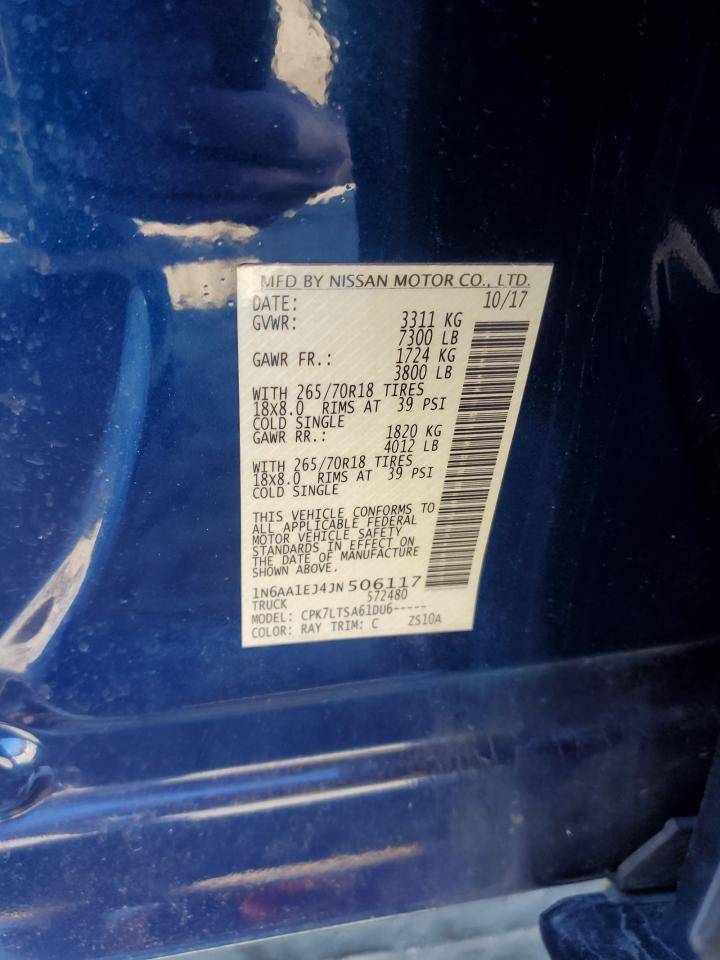 MFD BY NISSAN MOTOR CO., LTD.
DATE: 10/17
GVWR: 3311 KG
7300 LB
GAWR FR.: 1724 KG
3800 LB
WITH 265/70R18 TIRES
18X8.0 RIMS AT 39 PSI
COLD SINGLE
GAWR RR.: 1820 KG
4012 LB
WITH 265/70R18 TIRES
18X8.0 RIMS AT 39 PSI
COLD SINGLE
THIS VEHICLE CONFORMS TO
ALL APPLICABLE FEDERAL
MOTOR VEHICLE SAFETY
STANDARDS IN EFFECT ON
THE DATE OF MANUFACTURE
SHOWN ABOVE.
1N6AA1EJ4JN506117
TRUCK 572480
MODEL: CPK7LTSA61DU6-----
COLOR: RAY TRIM: C ZS10A